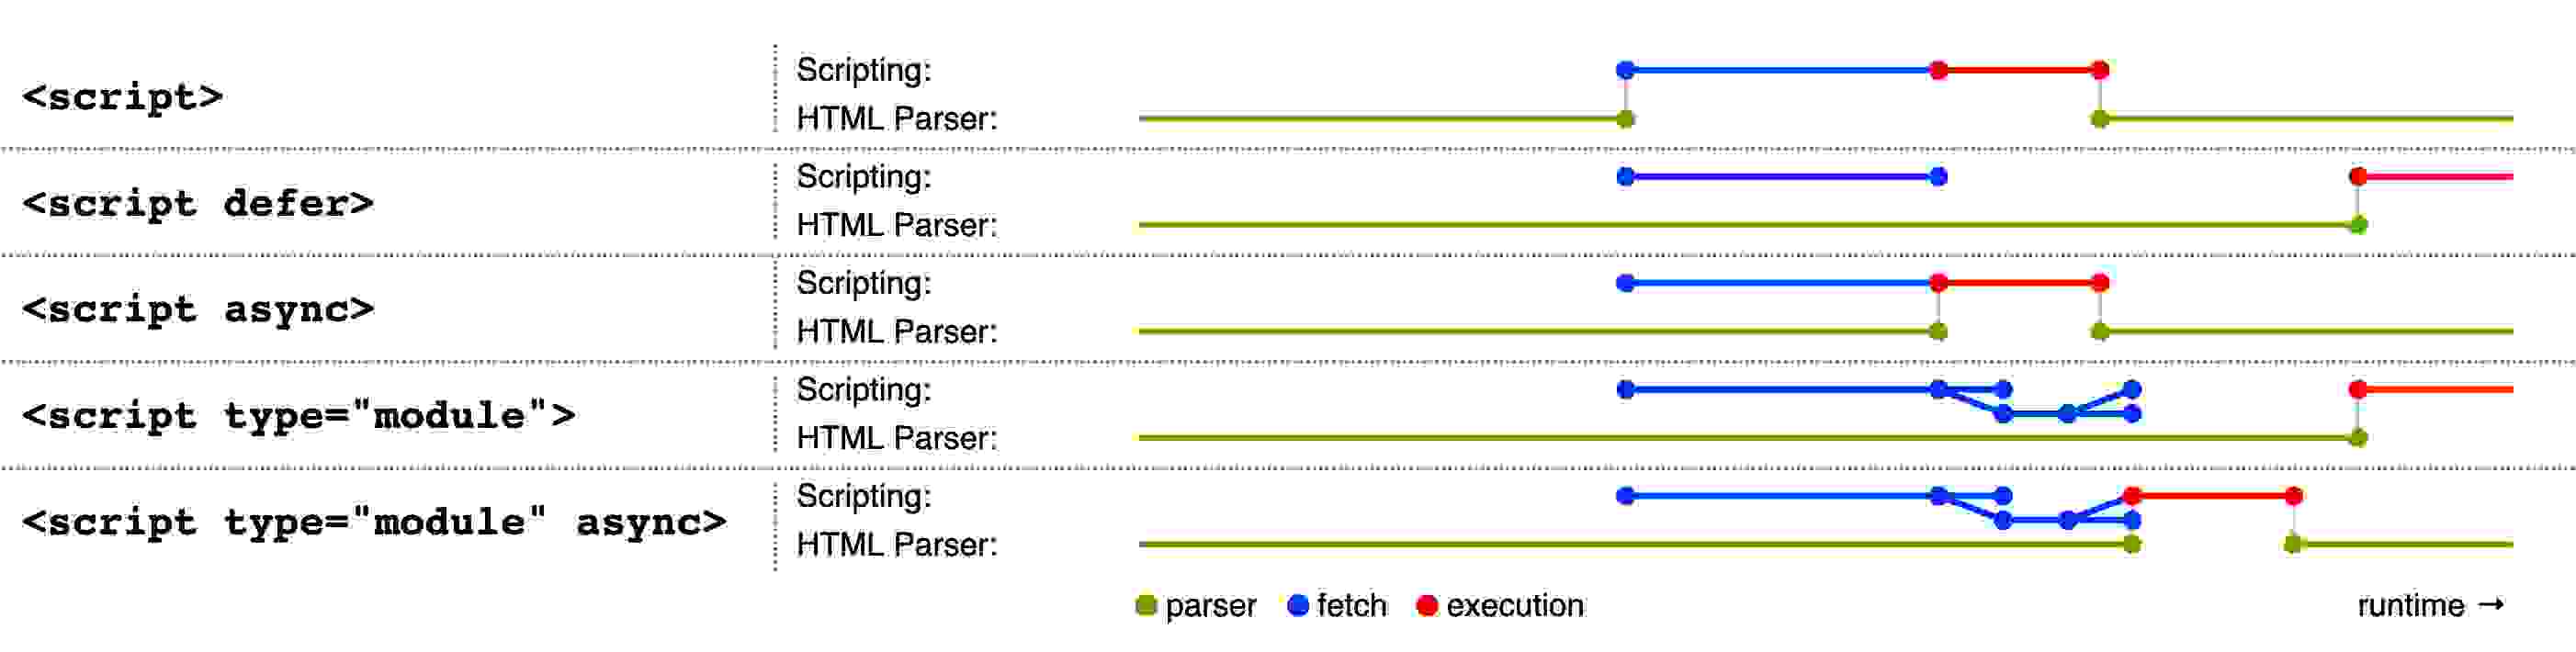 <script>
Scripting:
HTML Parser:
<script defer>
Scripting:
HTML Parser:
<script async>
Scripting:
HTML Parser:
<script type="module">
Scripting:
HTML Parser:
<script type="module" async>
Scripting:
HTML Parser:
parser fetch execution runtime →